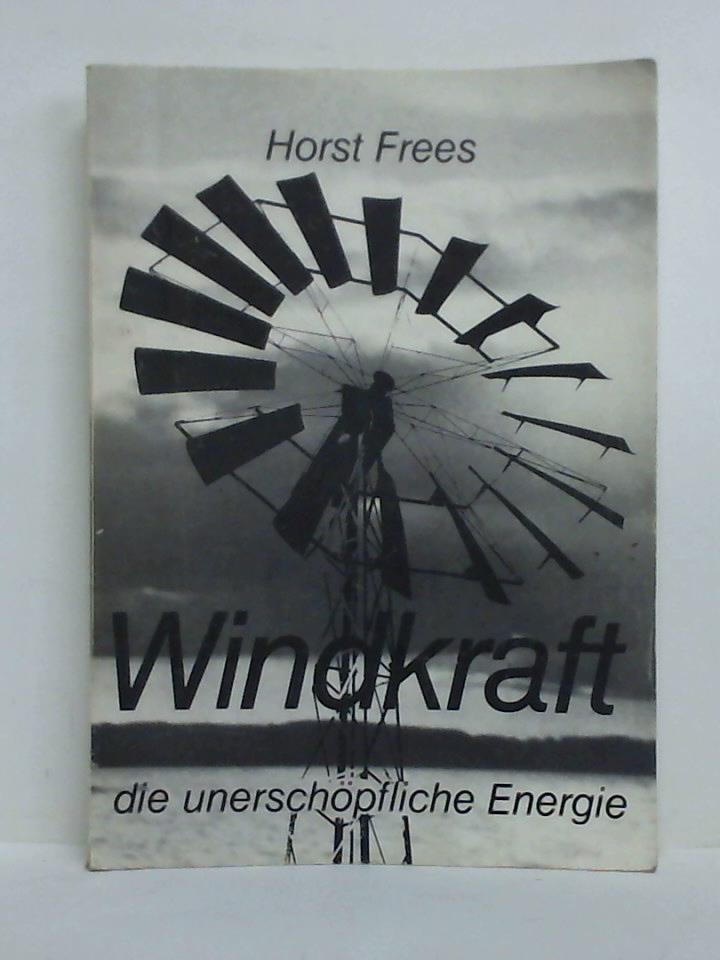 Horst Frees
Windkraft
die unerschöpfliche Energie